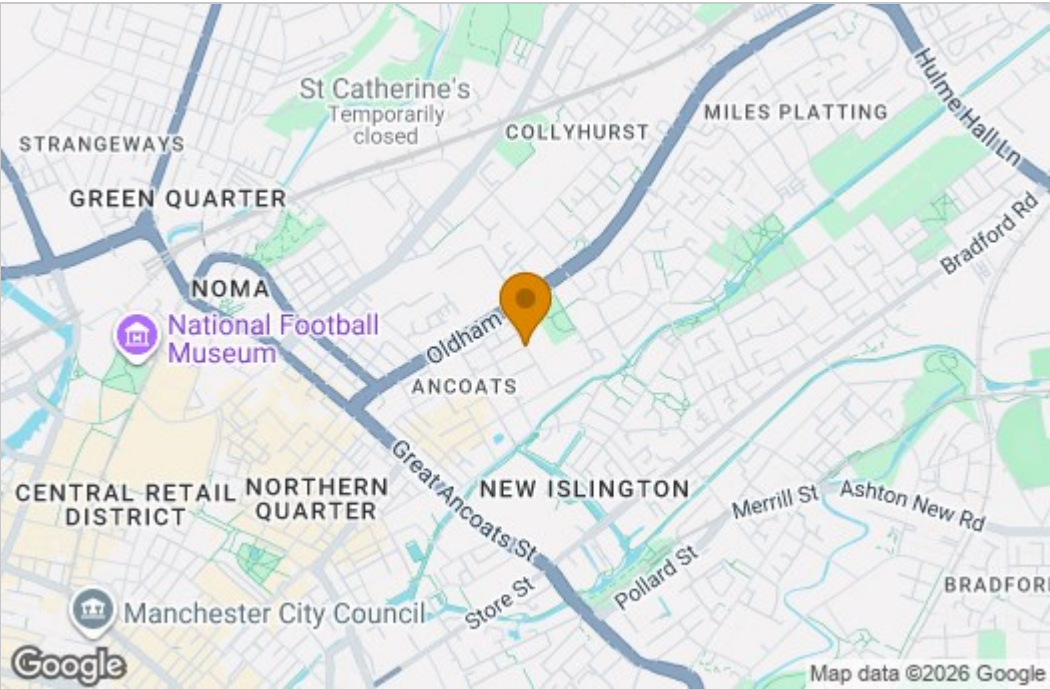 St Catherine's
Temporarily
closed
MILES PLATTING
Hulme Hall Ln
COLLYHURST
STRANGEWAYS
GREEN QUARTER
Bradford Rd
NOMA
National Football
Museum
Oldham
ANCOATS
Great Ancoats St
CENTRAL RETAIL
DISTRICT
NORTHERN
QUARTER
NEW ISLINGTON
Merrill St
Ashton New Rd
Pollard St
Store St
BRADFOR
Manchester City Council
Google
Map data ©2026 Google